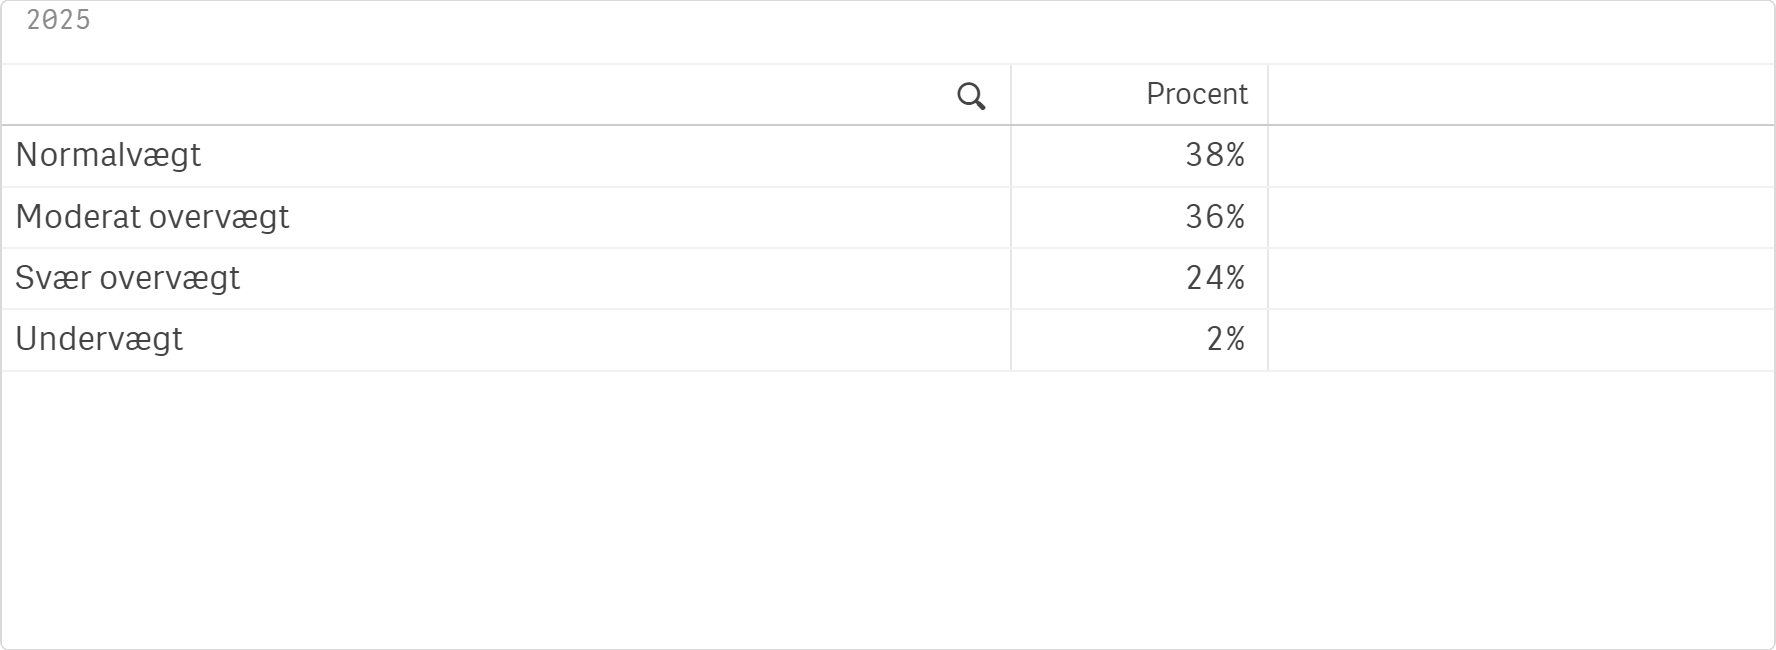 2025
Procent
Normalvægt 38%
Moderat overvægt 36%
Svær overvægt 24%
Undervægt 2%